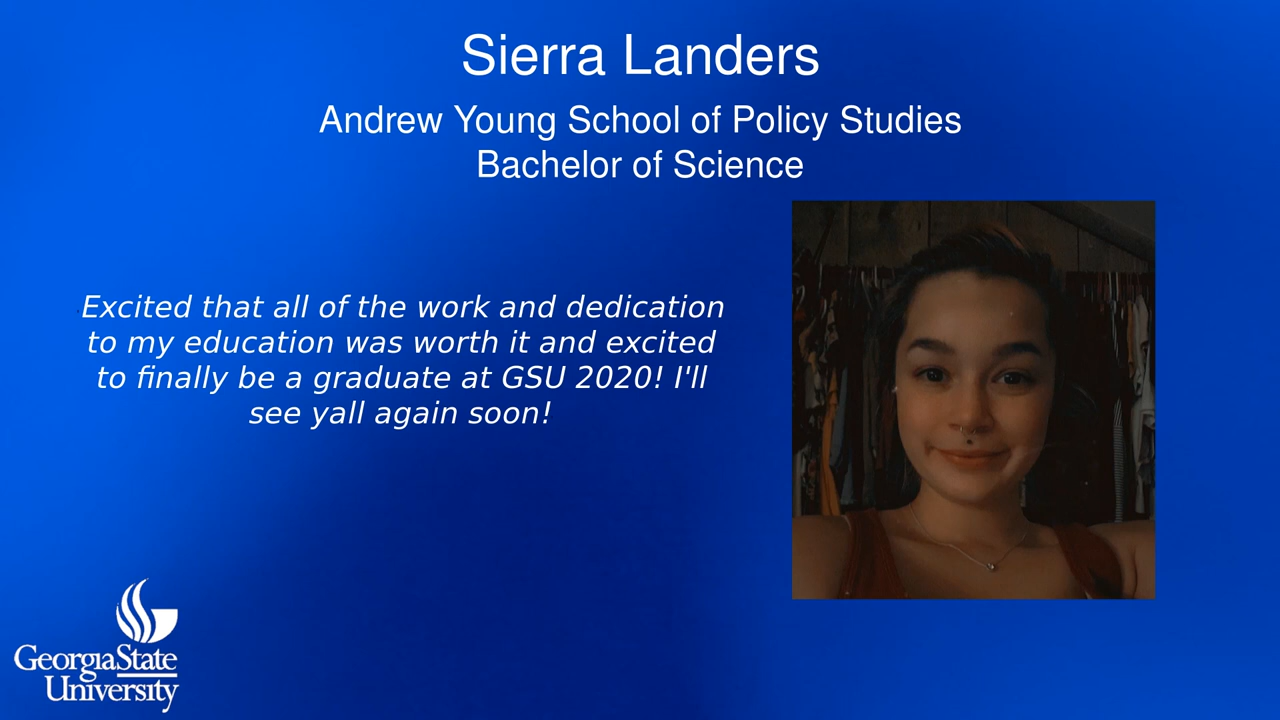 Sierra Landers
Andrew Young School of Policy Studies
Bachelor of Science
Excited that all of the work and dedication
to my education was worth it and excited
to finally be a graduate at GSU 2020! I'll
see yall again soon!
GeorgiaState
University